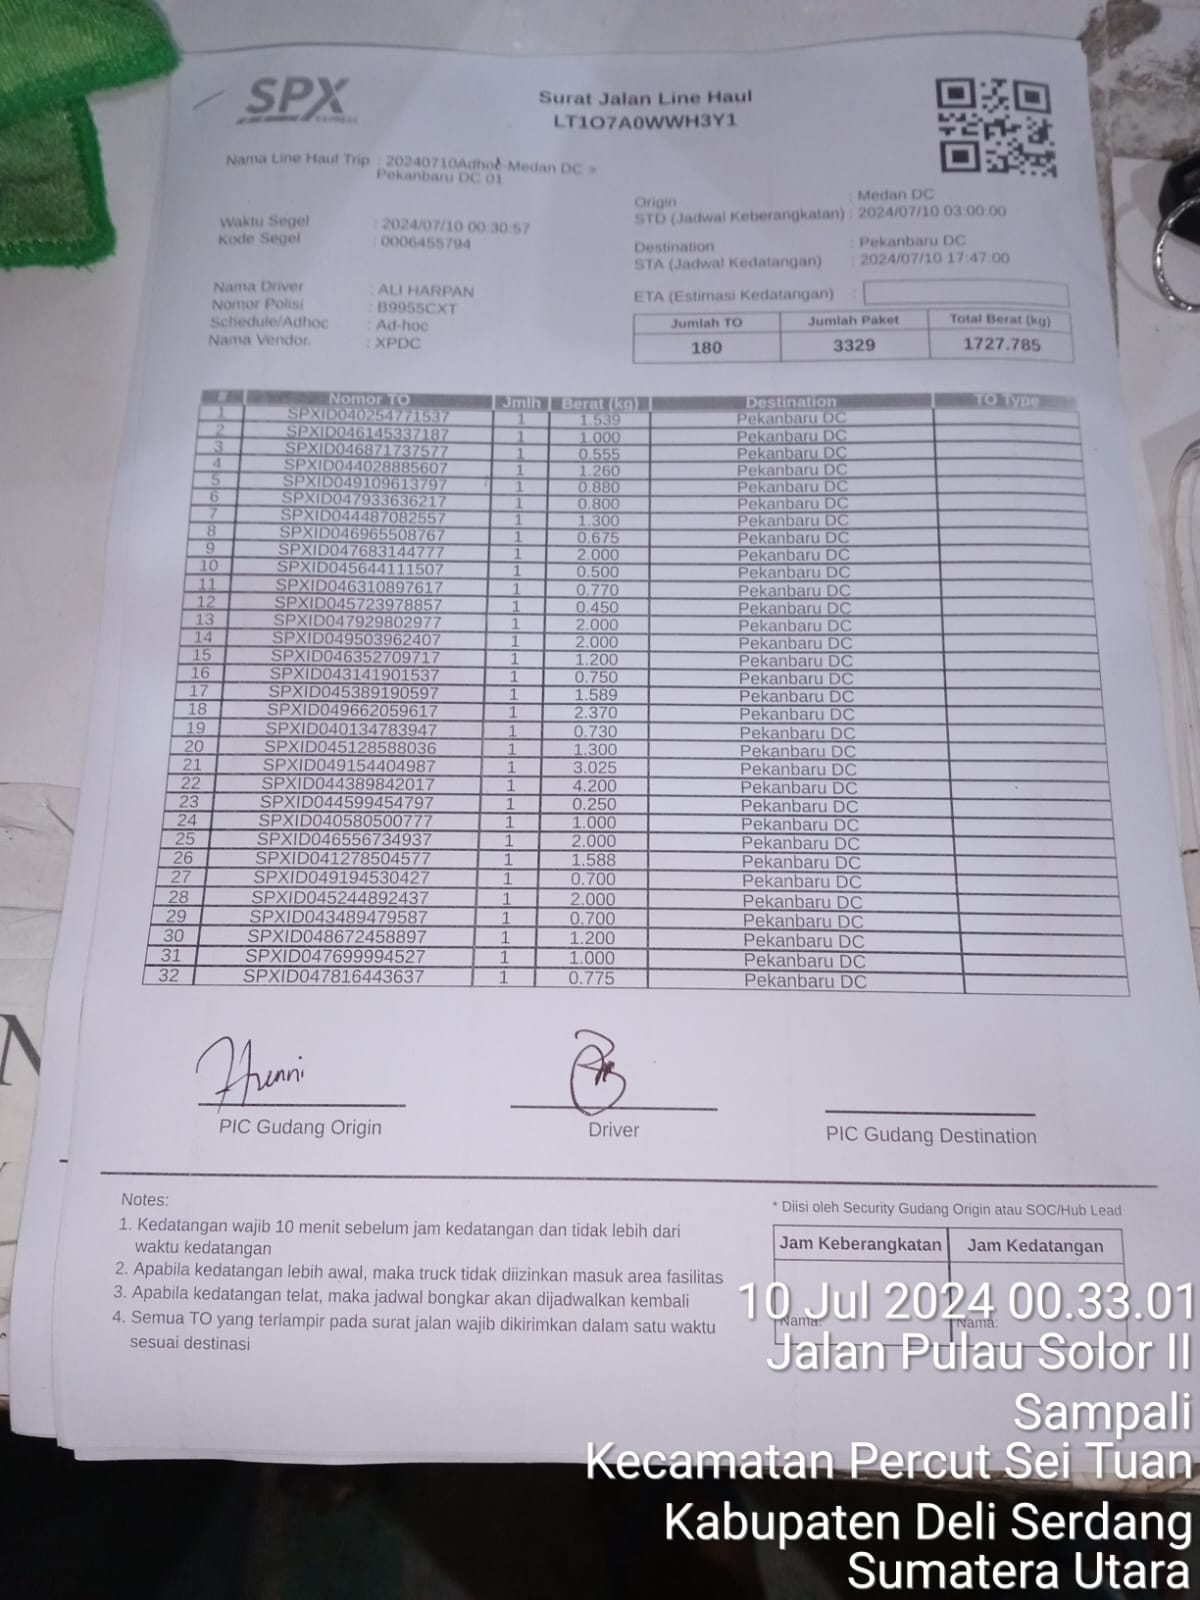 SPX
EXPRESS
Surat Jalan Line Haul
LT1O7A0WWH3Y1
Nama Line Haul Trip : 20240710Adhoc-Medan DC >
Pekanbaru DC 01
Waktu Segel : 2024/07/10 00:30:57
Kode Segel : 0006455794
Origin : Medan DC
STD (Jadwal Keberangkatan) : 2024/07/10 03:00:00
Destination : Pekanbaru DC
STA (Jadwal Kedatangan) : 2024/07/10 17:47:00
ETA (Estimasi Kedatangan) :
Nama Driver : ALI HARPAN
Nomor Polisi : B9955CXT
Schedule/Adhoc : Ad-hoc
Nama Vendor. : XPDC
Jumlah TO Jumlah Paket Total Berat (kg)
180 3329 1727.785
# Nomor TO Jmlh Berat (kg) Destination TO Type
1 SPXID040254771537 1 1.539 Pekanbaru DC
2 SPXID046145337187 1 1.000 Pekanbaru DC
3 SPXID046871737577 1 0.555 Pekanbaru DC
4 SPXID044028885607 1 1.260 Pekanbaru DC
5 SPXID049109613797 1 0.880 Pekanbaru DC
6 SPXID047933636217 1 0.800 Pekanbaru DC
7 SPXID044487082557 1 1.300 Pekanbaru DC
8 SPXID046965508767 1 0.675 Pekanbaru DC
9 SPXID047683144777 1 2.000 Pekanbaru DC
10 SPXID045644111507 1 0.500 Pekanbaru DC
11 SPXID046310897617 1 0.770 Pekanbaru DC
12 SPXID045723978857 1 0.450 Pekanbaru DC
13 SPXID047929802977 1 2.000 Pekanbaru DC
14 SPXID049503962407 1 2.000 Pekanbaru DC
15 SPXID046352709717 1 1.200 Pekanbaru DC
16 SPXID043141901537 1 0.750 Pekanbaru DC
17 SPXID045389190597 1 1.589 Pekanbaru DC
18 SPXID049662059617 1 2.370 Pekanbaru DC
19 SPXID040134783947 1 0.730 Pekanbaru DC
20 SPXID045128588036 1 1.300 Pekanbaru DC
21 SPXID049154404987 1 3.025 Pekanbaru DC
22 SPXID044389842017 1 4.200 Pekanbaru DC
23 SPXID044599454797 1 0.250 Pekanbaru DC
24 SPXID040580500777 1 1.000 Pekanbaru DC
25 SPXID046556734937 1 2.000 Pekanbaru DC
26 SPXID041278504577 1 1.588 Pekanbaru DC
27 SPXID049194530427 1 0.700 Pekanbaru DC
28 SPXID045244892437 1 2.000 Pekanbaru DC
29 SPXID043489479587 1 0.700 Pekanbaru DC
30 SPXID048672458897 1 1.200 Pekanbaru DC
31 SPXID047699994527 1 1.000 Pekanbaru DC
32 SPXID047816443637 1 0.775 Pekanbaru DC
PIC Gudang Origin
Driver
PIC Gudang Destination
Notes:
1. Kedatangan wajib 10 menit sebelum jam kedatangan dan tidak lebih dari
waktu kedatangan
2. Apabila kedatangan lebih awal, maka truck tidak diizinkan masuk area fasilitas
3. Apabila kedatangan telat, maka jadwal bongkar akan dijadwalkan kembali
4. Semua TO yang terlampir pada surat jalan wajib dikirimkan dalam satu waktu
sesuai destinasi
* Diisi oleh Security Gudang Origin atau SOC/Hub Lead
Jam Keberangkatan Jam Kedatangan
Nama: Nama:
10 Jul 2024 00.33.01
Jalan Pulau Solor II
Sampali
Kecamatan Percut Sei Tuan
Kabupaten Deli Serdang
Sumatera Utara